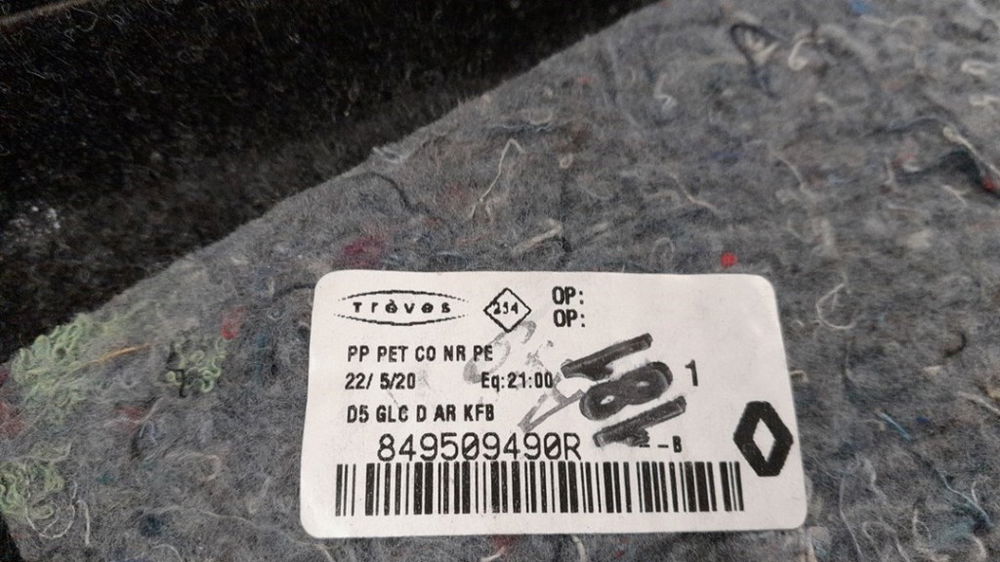 Trèves
254
OP:
OP:
PP PET CO NR PE
22/ 5/20 Eq:21:00
181
1
D5 GLC D AR KFB
849509490R
-B